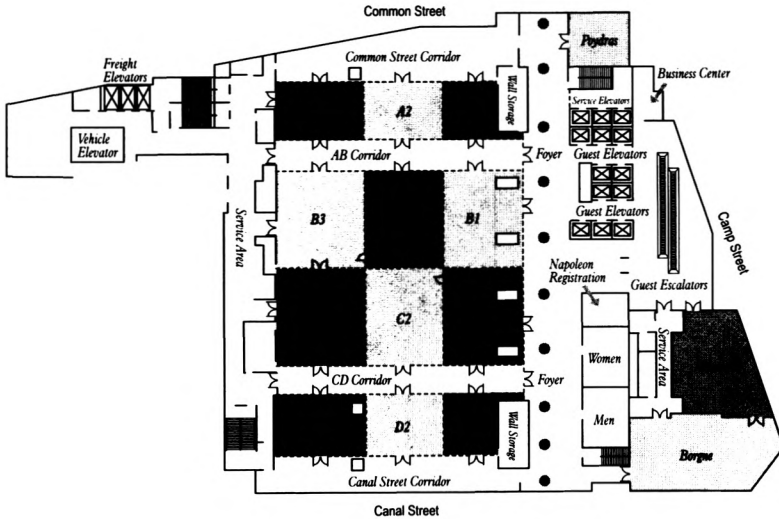 Common Street
Poydras
Common Street Corridor
Freight
Elevators
Business Center
Wall Storage
A2
Service Elevators
Vehicle
Elevator
AB Corridor
Foyer
Guest Elevators
B3
B1
Guest Elevators
Service Area
Camp Street
Napoleon
Registration
Guest Escalators
C2
Women
Service Area
CD Corridor
Foyer
Men
Wall Storage
D2
Borgne
Canal Street Corridor
Canal Street